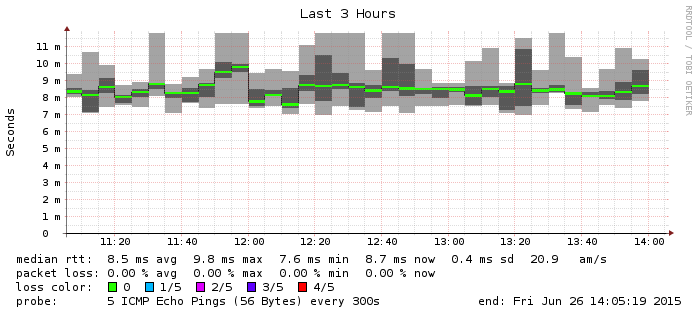 Last 3 Hours
RRDTOOL / TOBI OETIKER
Seconds
11 m
10 m
9 m
8 m
7 m
6 m
5 m
4 m
3 m
2 m
1 m
0
11:20 11:40 12:00 12:20 12:40 13:00 13:20 13:40 14:00
median rtt: 8.5 ms avg 9.8 ms max 7.6 ms min 8.7 ms now 0.4 ms sd 20.9 am/s
packet loss: 0.00 % avg 0.00 % max 0.00 % min 0.00 % now
loss color: 0 1/5 2/5 3/5 4/5
probe: 5 ICMP Echo Pings (56 Bytes) every 300s end: Fri Jun 26 14:05:19 2015